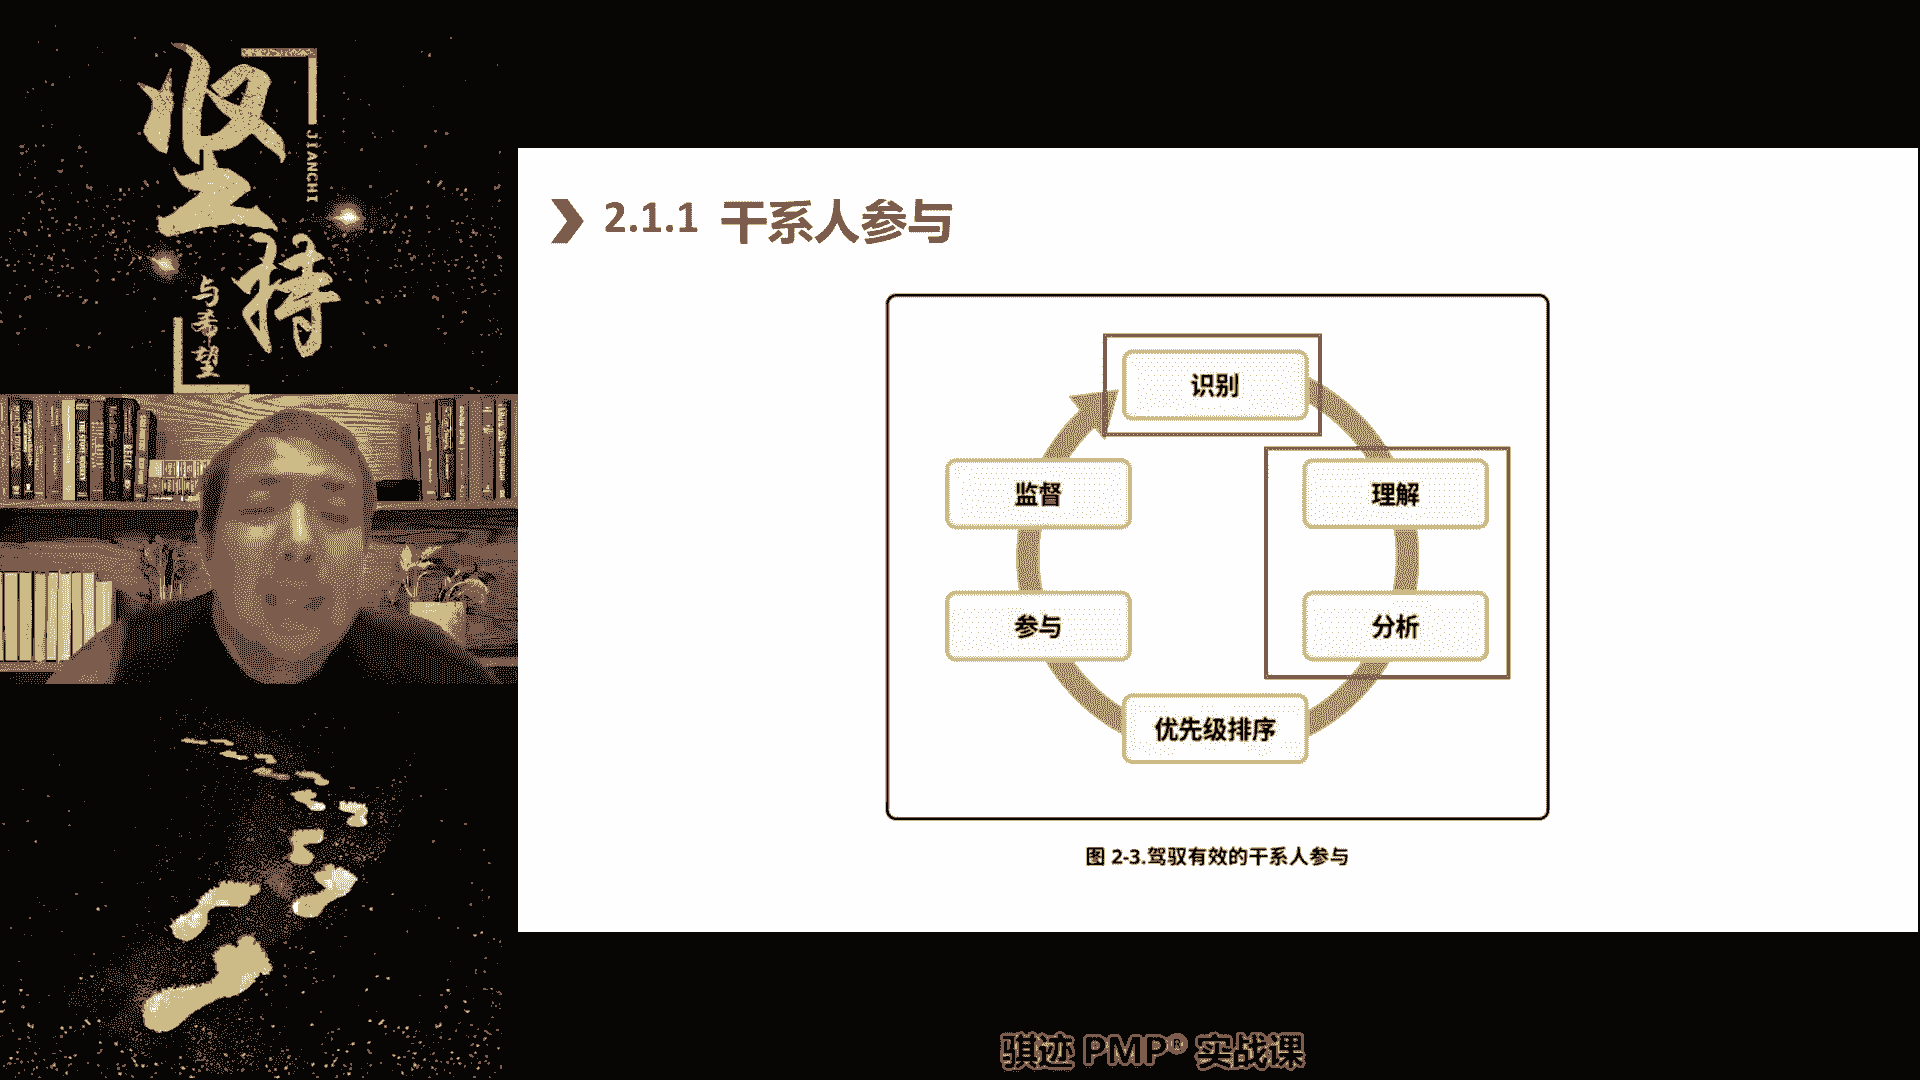 坚
持
JIANCHI
与希望
2.1.1 干系人参与
识别
理解
分析
优先级排序
参与
监督
图 2-3.驾驭有效的干系人参与
骐迹 PMP® 实战课